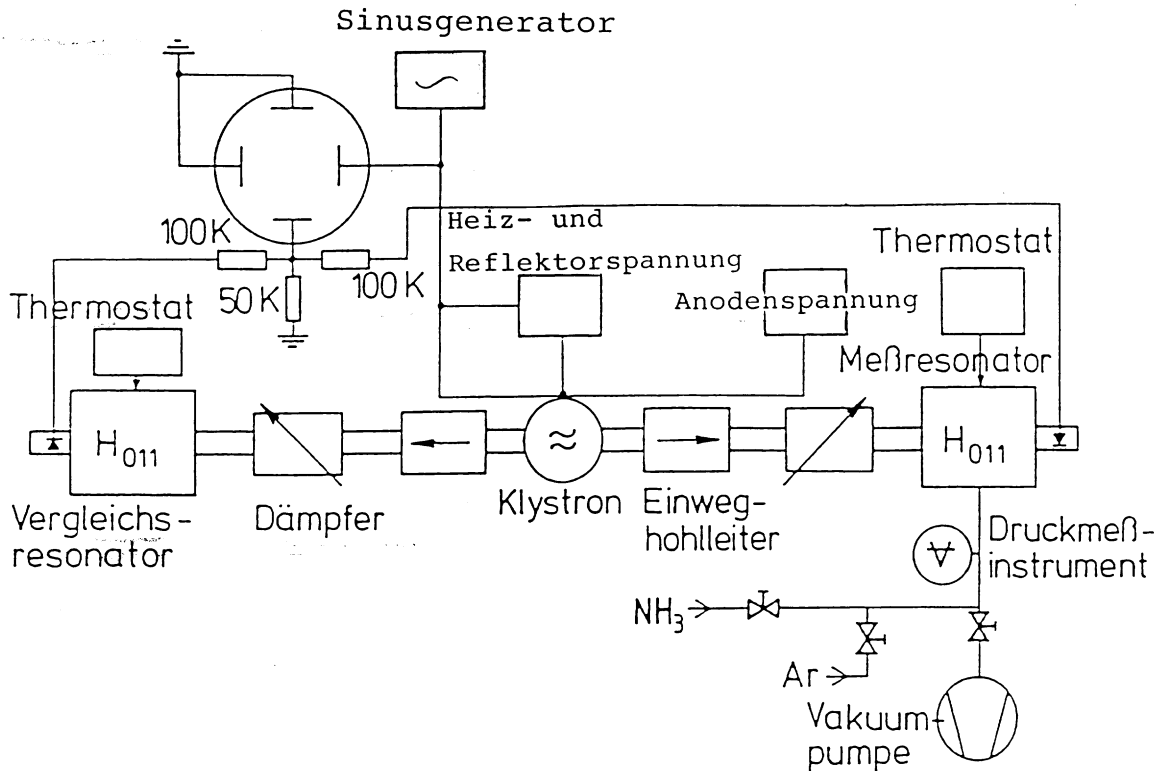 Sinusgenerator
Heiz- und
Reflektorspannung
100K
100K
50K
Thermostat
Anodenspannung
Thermostat
Meßresonator
H011
H011
Vergleichs-
resonator
Dämpfer
Klystron
Einweg-
hohlleiter
Druckmeß-
instrument
NH3
Ar
Vakuum-
pumpe